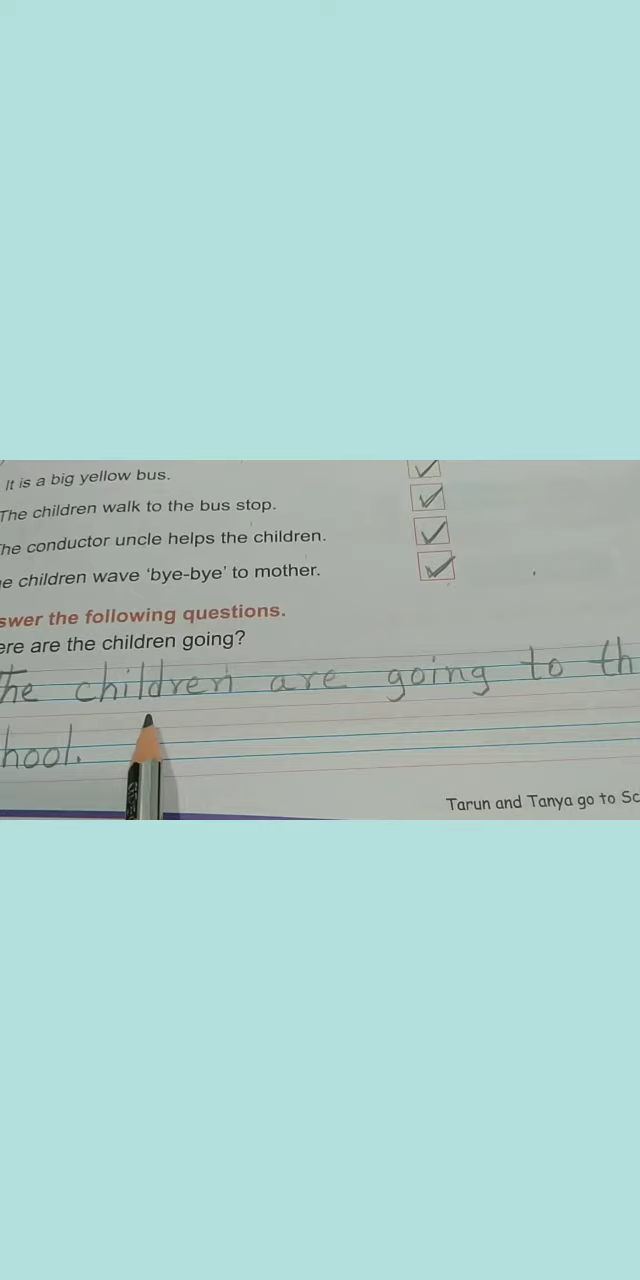 It is a big yellow bus.
The children walk to the bus stop.
he conductor uncle helps the children.
e children wave 'bye-bye' to mother.
swer the following questions.
ere are the children going?
The children are going to th
hool.
Tarun and Tanya go to Sc